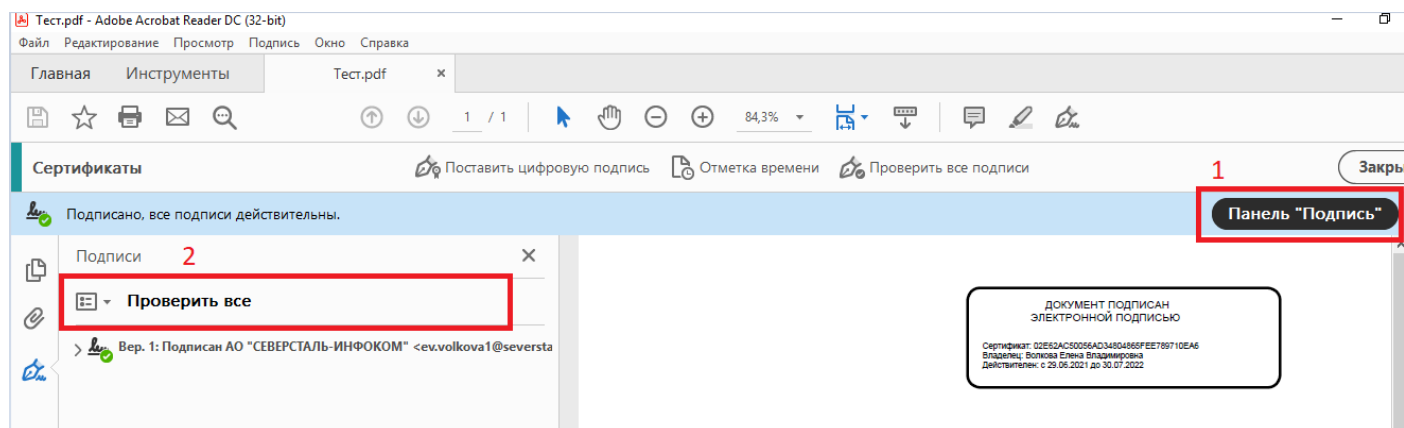 Тест.pdf - Adobe Acrobat Reader DC (32-bit)
Файл Редактирование Просмотр Подпись Окно Справка
Главная Инструменты Тест.pdf ×
1 / 1 84,3%
Сертификаты Поставить цифровую подпись Отметка времени Проверить все подписи 1 Закры
Подписано, все подписи действительны. Панель "Подпись"
Подписи 2
Проверить все
Вер. 1: Подписан АО "СЕВЕРСТАЛЬ-ИНФОКОМ" <ev.volkova1@seversta
ДОКУМЕНТ ПОДПИСАН
ЭЛЕКТРОННОЙ ПОДПИСЬЮ
Сертификат: 02E62AC50056AD34804865FEE789710EA6
Владелец: Волкова Елена Владимировна
Действителен: с 29.06.2021 до 30.07.2022